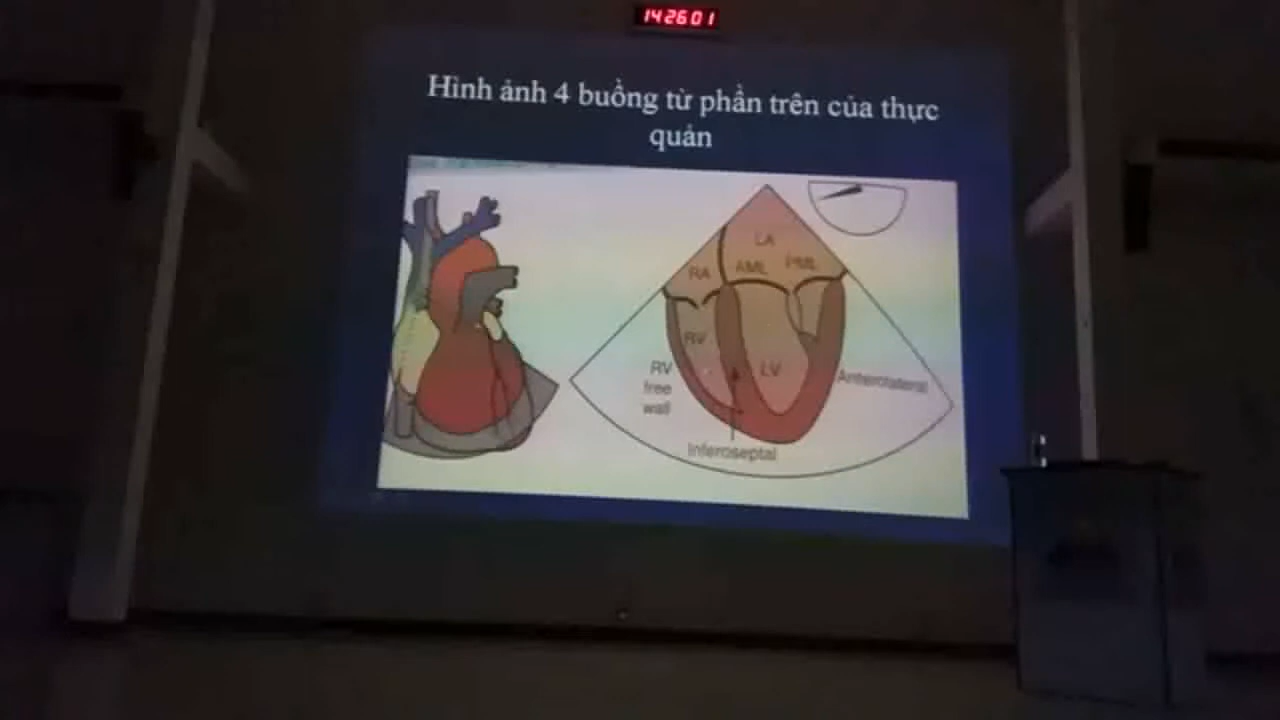 142601
Hình ảnh 4 buồng từ phần trên của thực
quản
LA
RA
AML
PML
RV
LV
RV
free
wall
Anterolateral
Inferoseptal